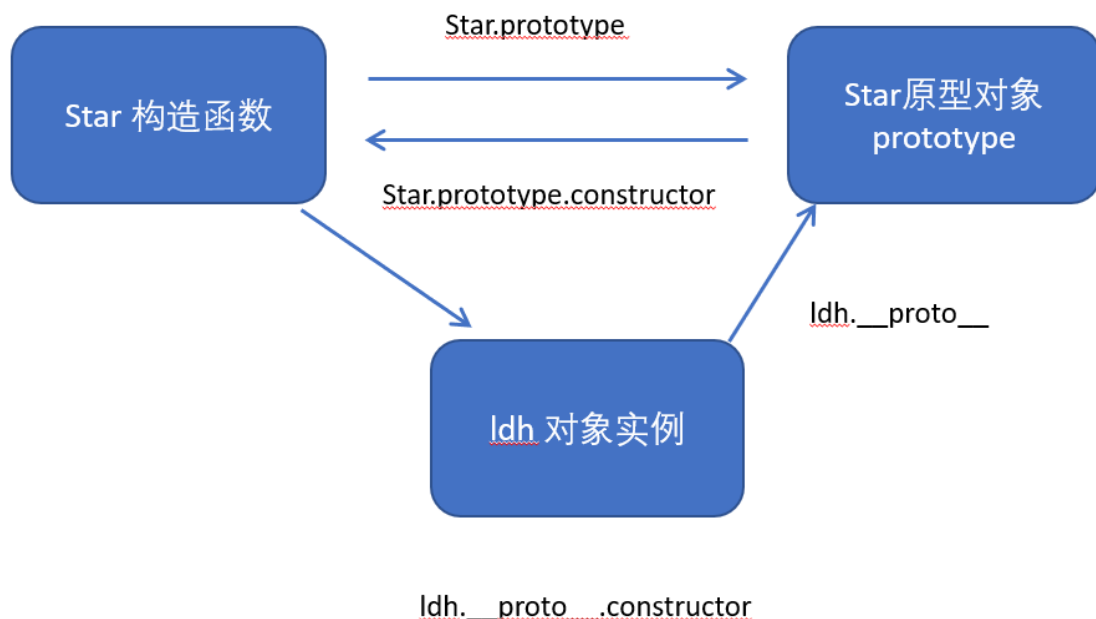 Star.prototype
Star 构造函数
Star原型对象
prototype
Star.prototype.constructor
ldh.__proto__
ldh 对象实例
ldh.__proto__.constructor